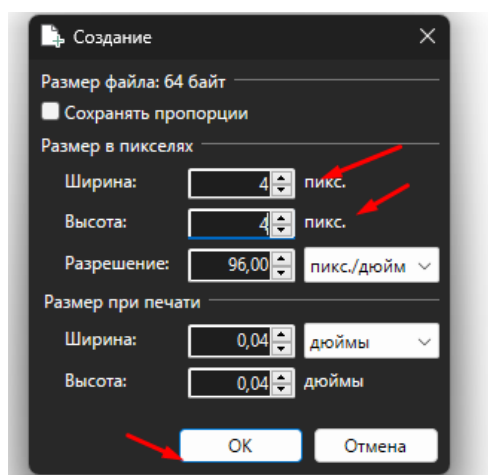 Создание
Размер файла: 64 байт
Сохранять пропорции
Размер в пикселях
Ширина: 4 пикс.
Высота: 4 пикс.
Разрешение: 96,00 пикс./дюйм
Размер при печати
Ширина: 0,04 дюймы
Высота: 0,04 дюймы
OK Отмена